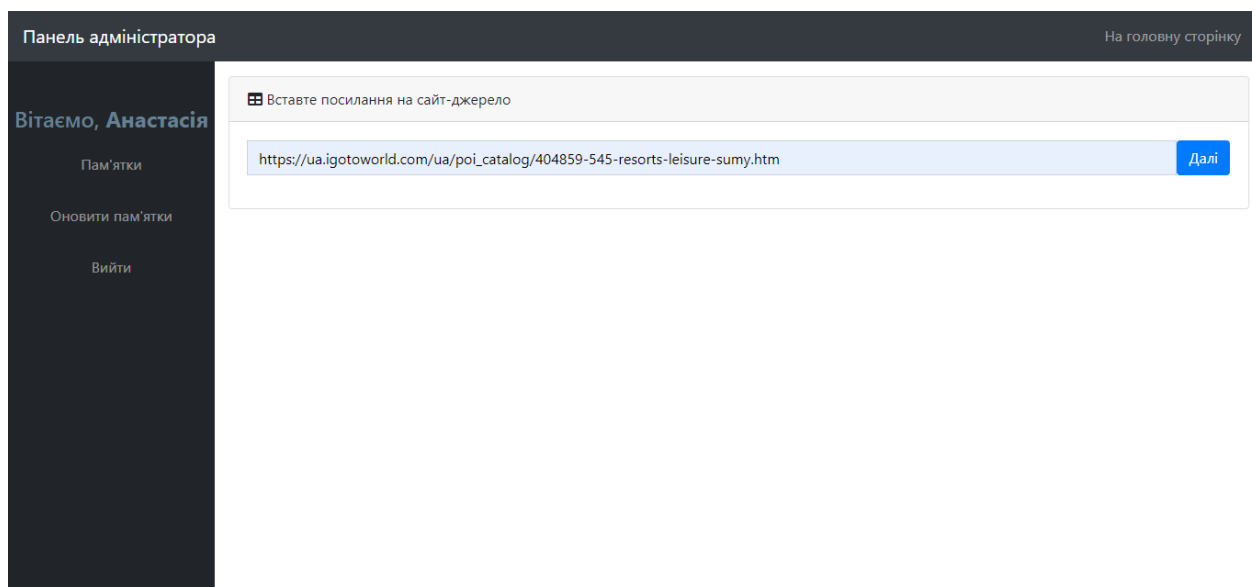 Панель адміністратора
На головну сторінку
Вітаємо, Анастасія
Пам'ятки
Оновити пам'ятки
Вийти
Вставте посилання на сайт-джерело
https://ua.igotoworld.com/ua/poi_catalog/404859-545-resorts-leisure-sumy.htm
Далі